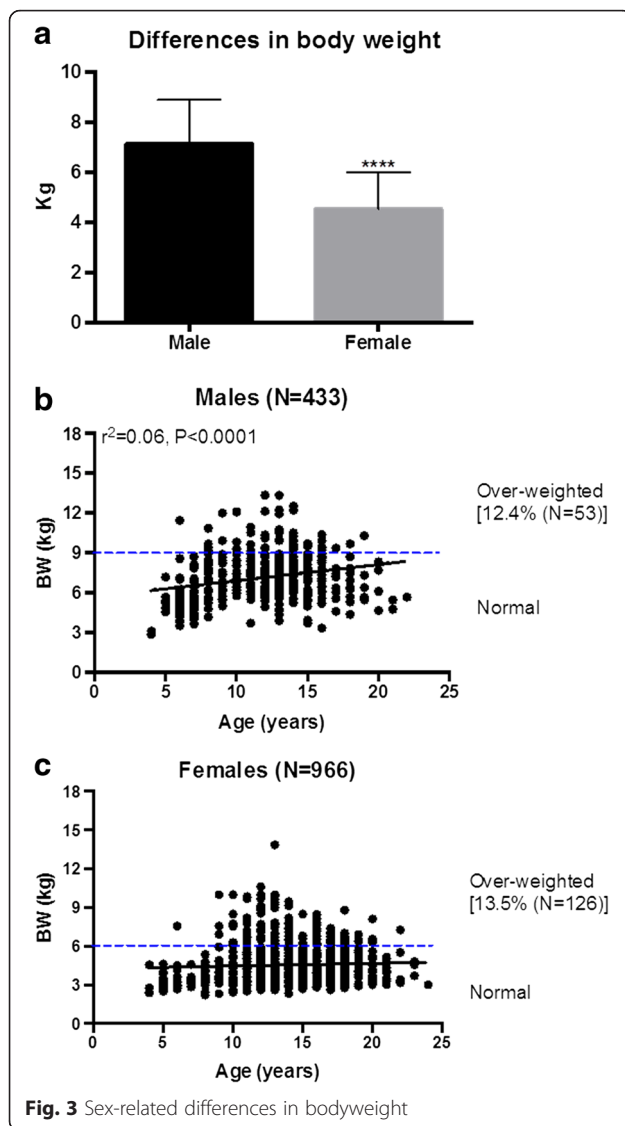 a
Differences in body weight
10
8
6
4
2
0
Kg
****
Male Female
b
Males (N=433)
r²=0.06, P<0.0001
18
15
12
9
6
3
0
BW (kg)
Over-weighted
[12.4% (N=53)]
Normal
0 5 10 15 20 25
Age (years)
c
Females (N=966)
18
15
12
9
6
3
0
BW (kg)
Over-weighted
[13.5% (N=126)]
Normal
0 5 10 15 20 25
Age (years)
Fig. 3 Sex-related differences in bodyweight